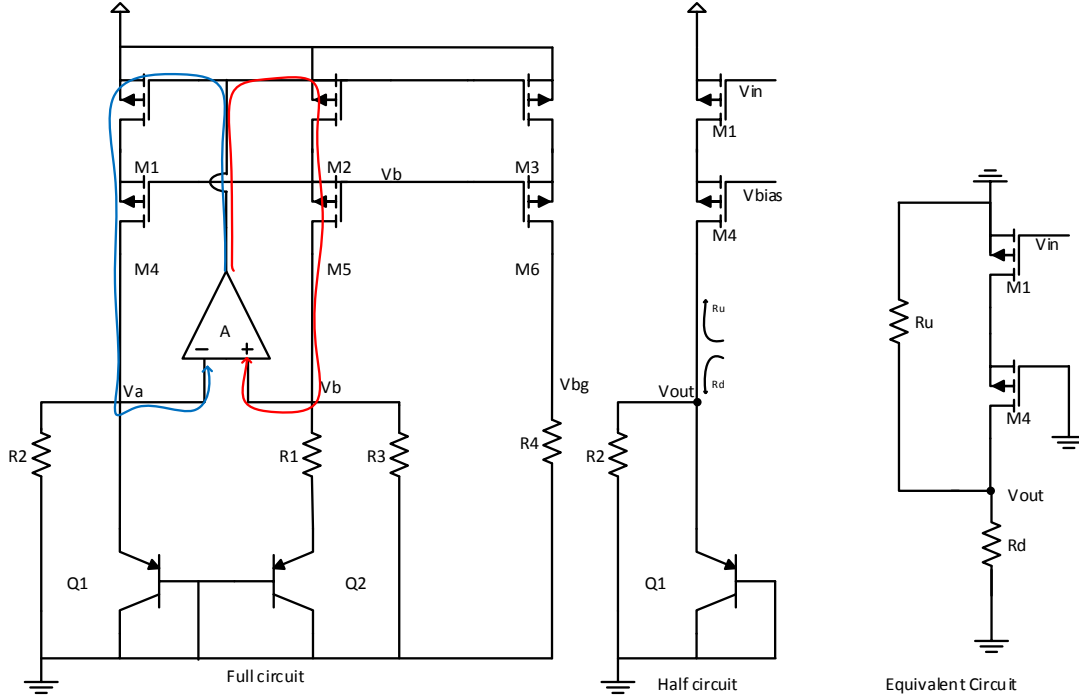 Vin
M1
M2
Vb
M3
M1
Vbias
M4
M5
M6
M4
Vin
M1
Ru
A
Ru
− +
Rd
M4
Va
Vb
Vbg
Vout
R2
R1
R3
R4
R2
Vout
Rd
Q1
Q2
Q1
Full circuit
Half circuit
Equivalent Circuit